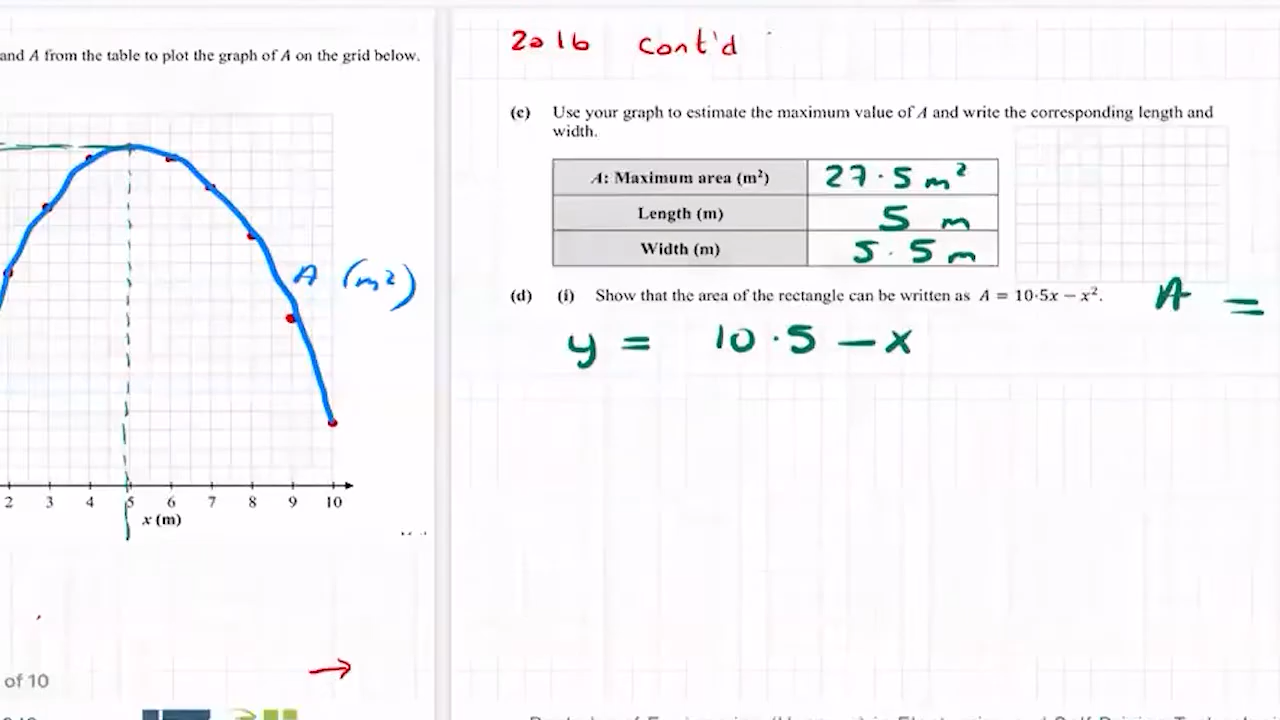 and A from the table to plot the graph of A on the grid below.
A (m²)
2 3 4 5 6 7 8 9 10
x (m)
of 10
2016 Cont'd
(c) Use your graph to estimate the maximum value of A and write the corresponding length and
width.
A: Maximum area (m²) 27.5 m²
Length (m) 5 m
Width (m) 5.5 m
(d) (i) Show that the area of the rectangle can be written as A = 10·5x − x². A =
y = 10.5 − x